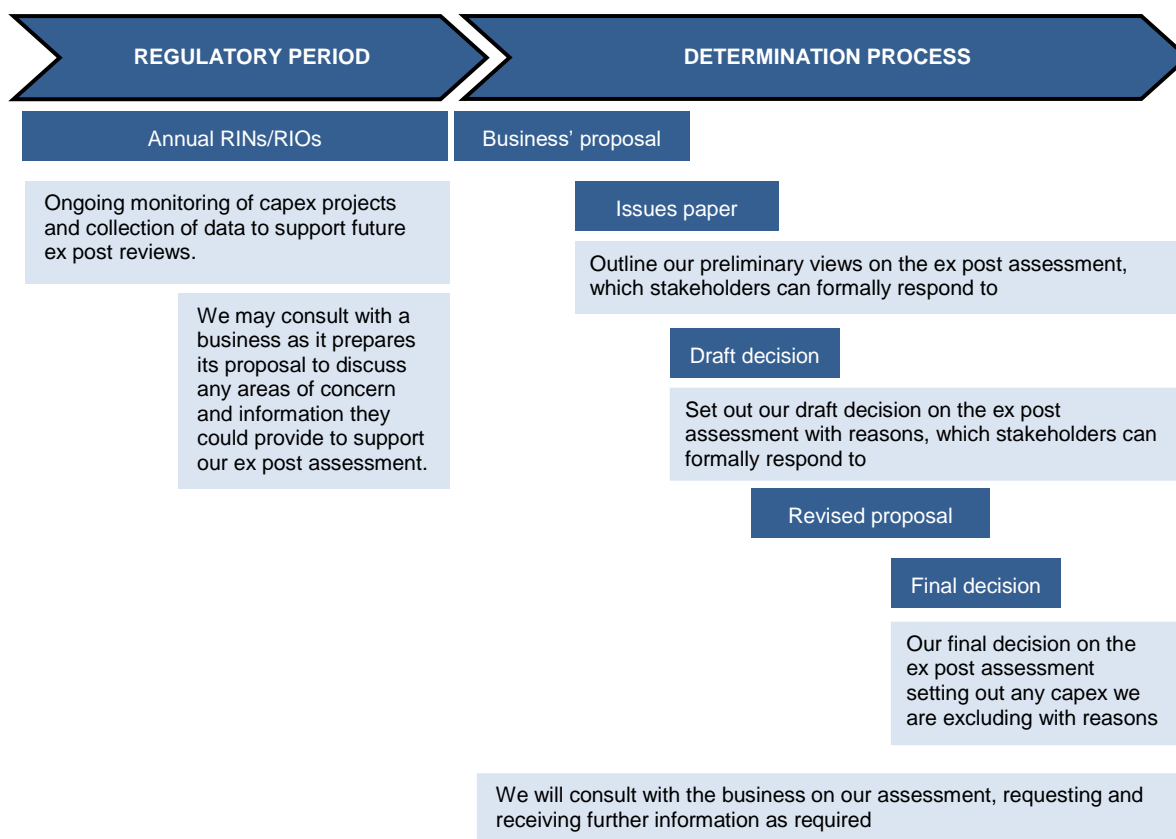 REGULATORY PERIOD
DETERMINATION PROCESS
Annual RINs/RIOs
Business’ proposal
Ongoing monitoring of capex projects
and collection of data to support future
ex post reviews.
Issues paper
Outline our preliminary views on the ex post assessment,
which stakeholders can formally respond to
We may consult with a
business as it prepares
its proposal to discuss
any areas of concern
and information they
could provide to support
our ex post assessment.
Draft decision
Set out our draft decision on the ex post
assessment with reasons, which stakeholders can
formally respond to
Revised proposal
Final decision
Our final decision on the
ex post assessment
setting out any capex we
are excluding with reasons
We will consult with the business on our assessment, requesting and
receiving further information as required